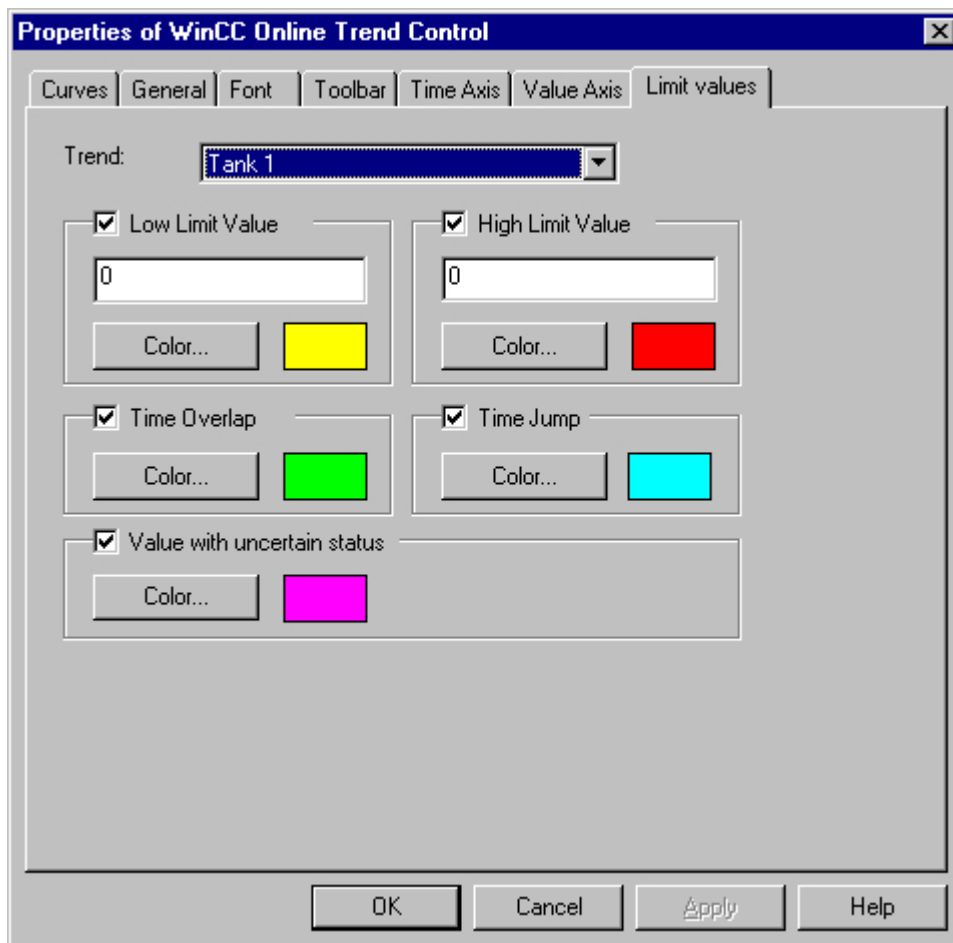 Properties of WinCC Online Trend Control
Curves General Font Toolbar Time Axis Value Axis Limit values
Trend: Tank 1
Low Limit Value High Limit Value
0 0
Color... Color...
Time Overlap Time Jump
Color... Color...
Value with uncertain status
Color...
OK Cancel Apply Help